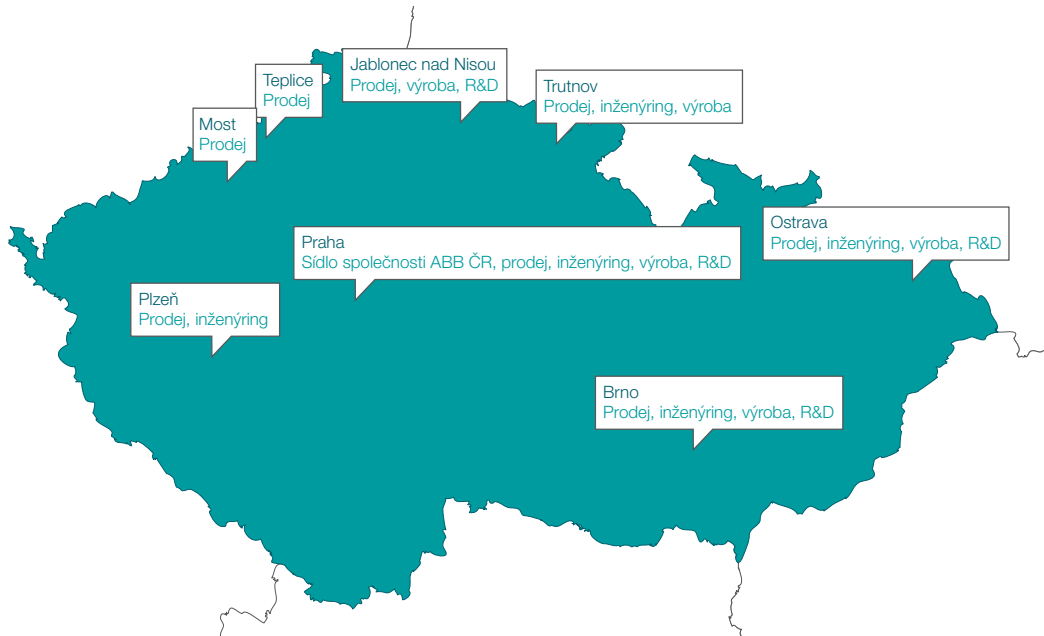 Jablonec nad Nisou
Prodej, výroba, R&D
Teplice
Prodej
Trutnov
Prodej, inženýring, výroba
Most
Prodej
Ostrava
Prodej, inženýring, výroba, R&D
Praha
Sídlo společnosti ABB ČR, prodej, inženýring, výroba, R&D
Plzeň
Prodej, inženýring
Brno
Prodej, inženýring, výroba, R&D